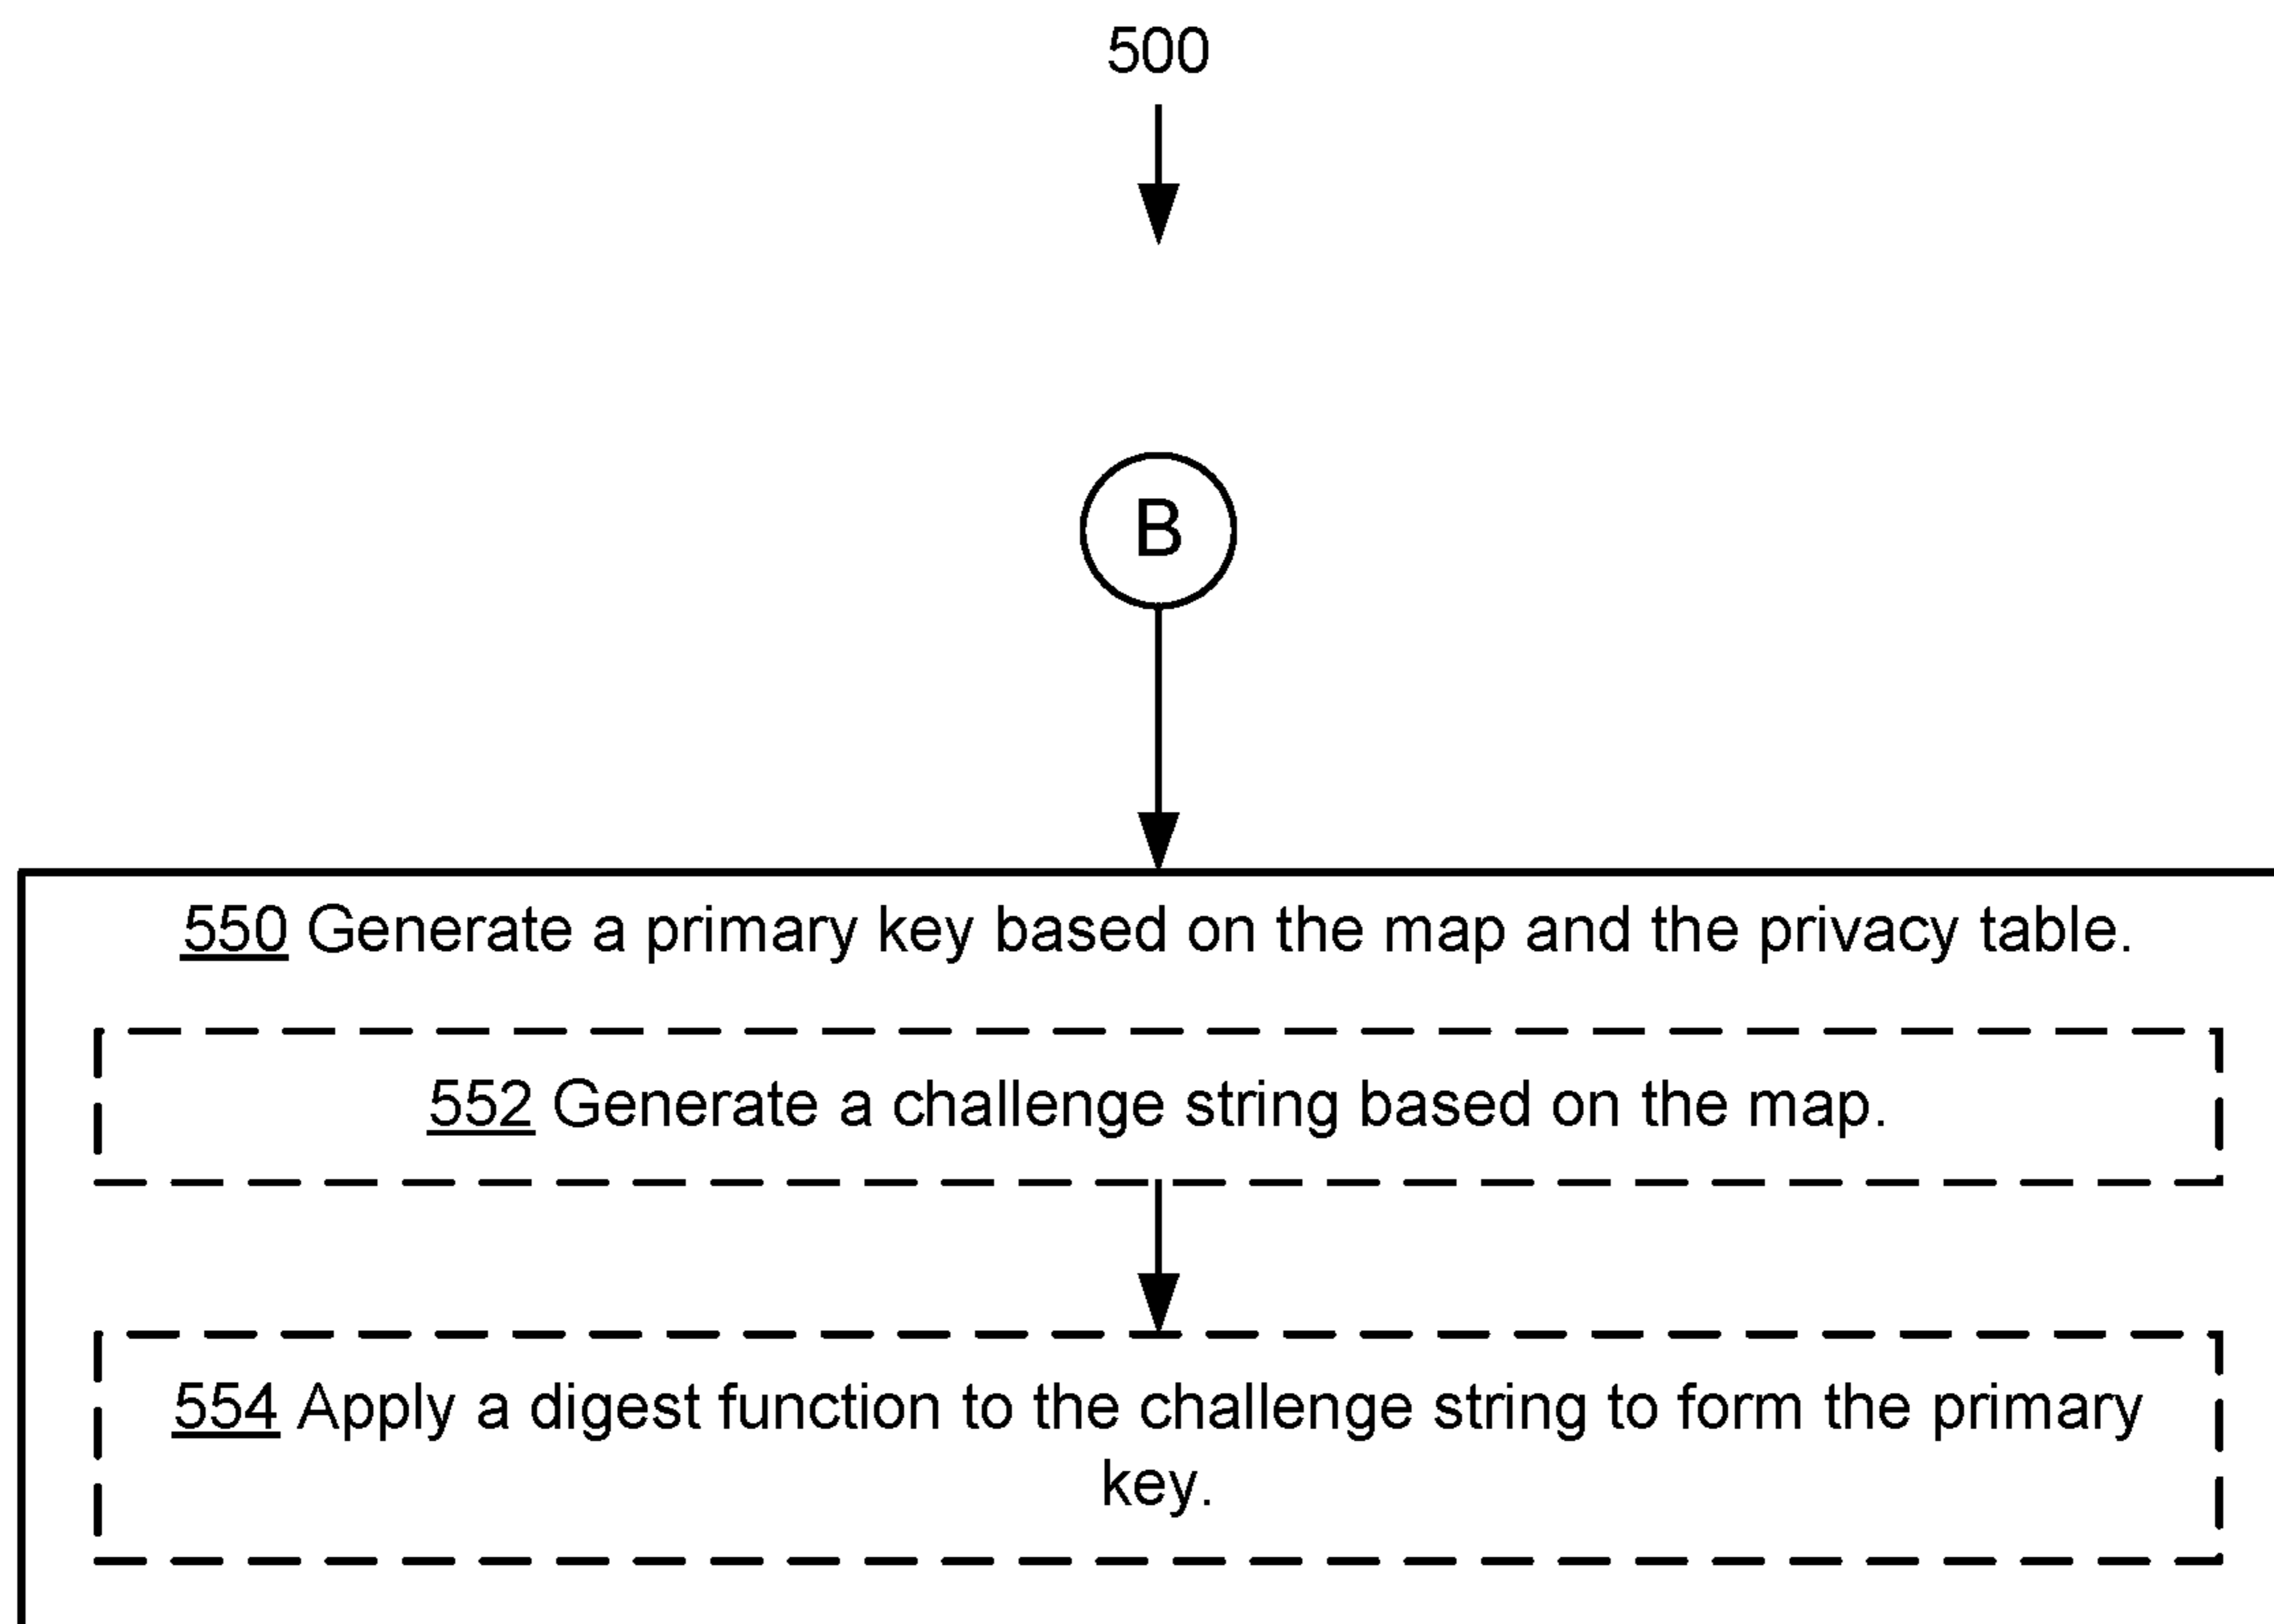 500
B
550 Generate a primary key based on the map and the privacy table.
552 Generate a challenge string based on the map.
554 Apply a digest function to the challenge string to form the primary
key.